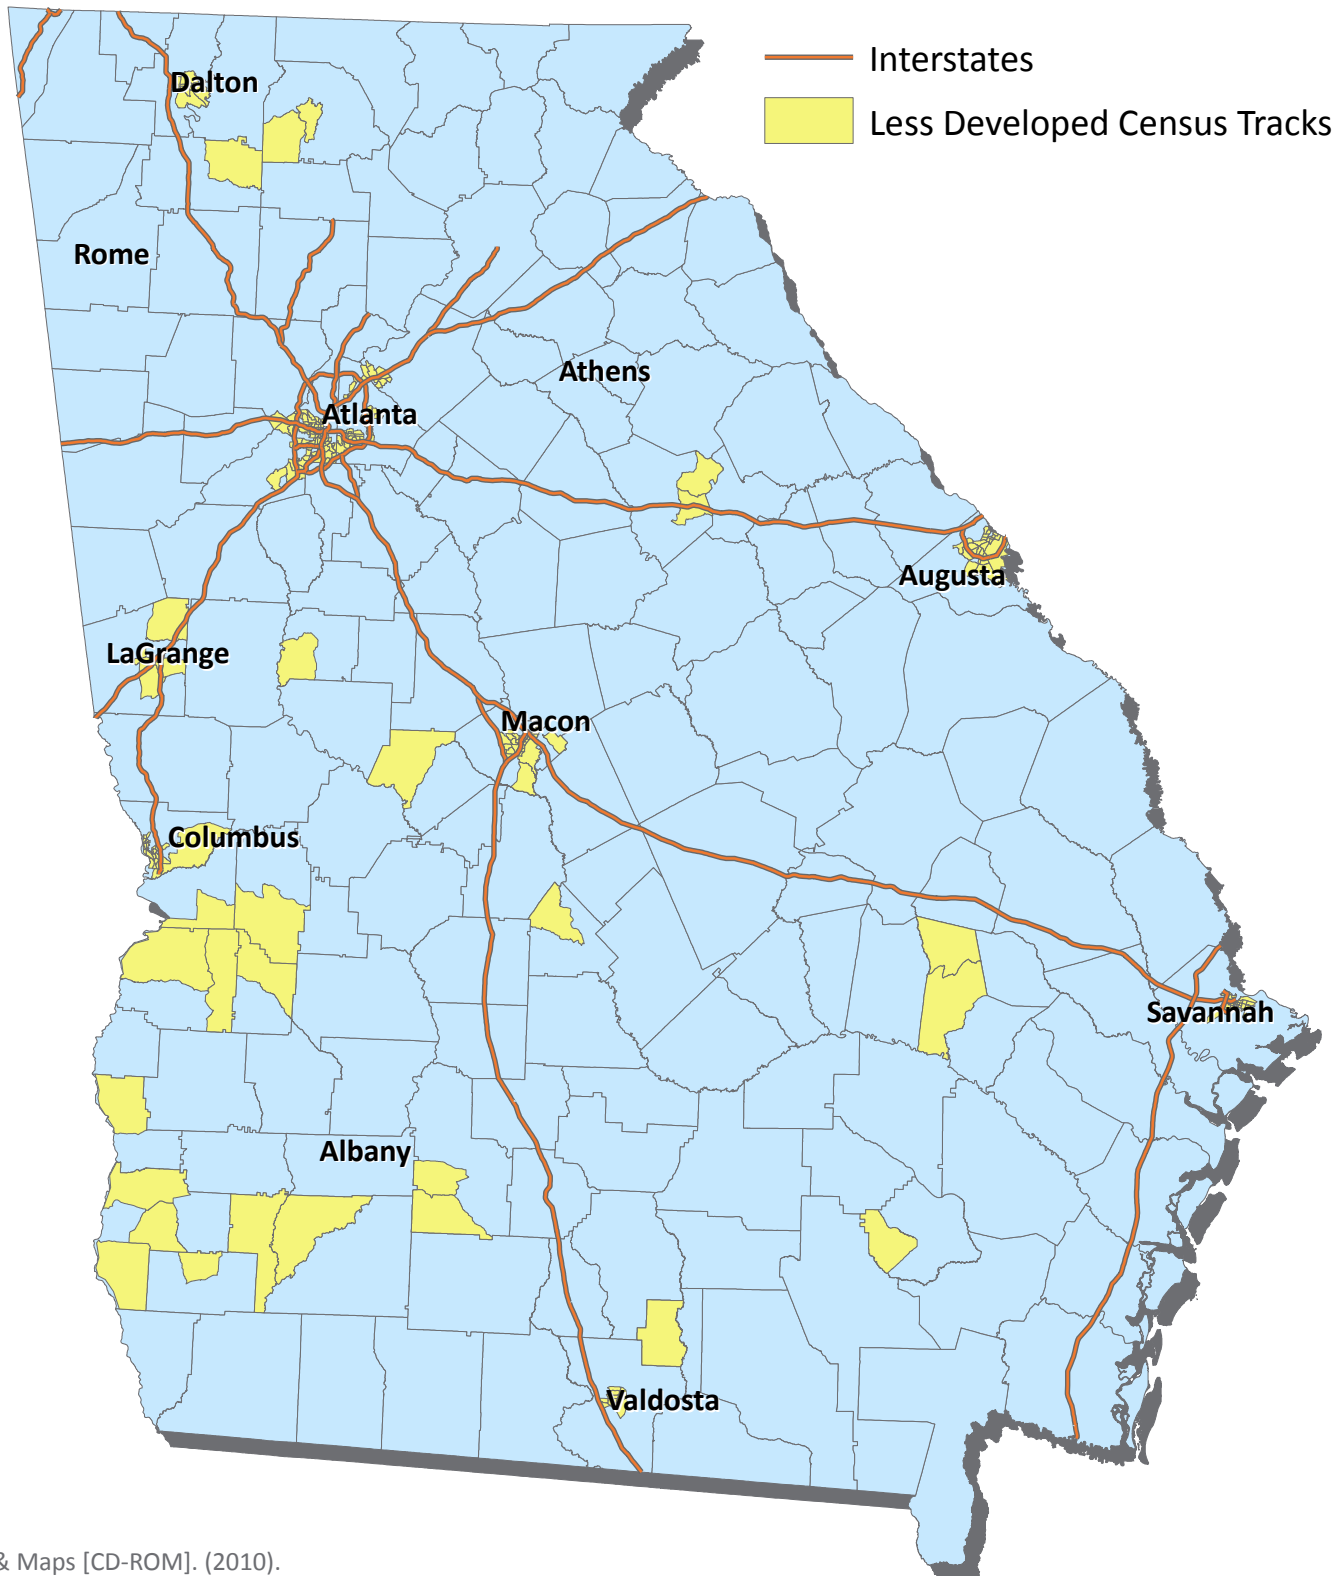 Interstates
Less Developed Census Tracks
Dalton
Rome
Athens
Atlanta
Augusta
LaGrange
Macon
Columbus
Savannah
Albany
Valdosta
& Maps [CD-ROM]. (2010).